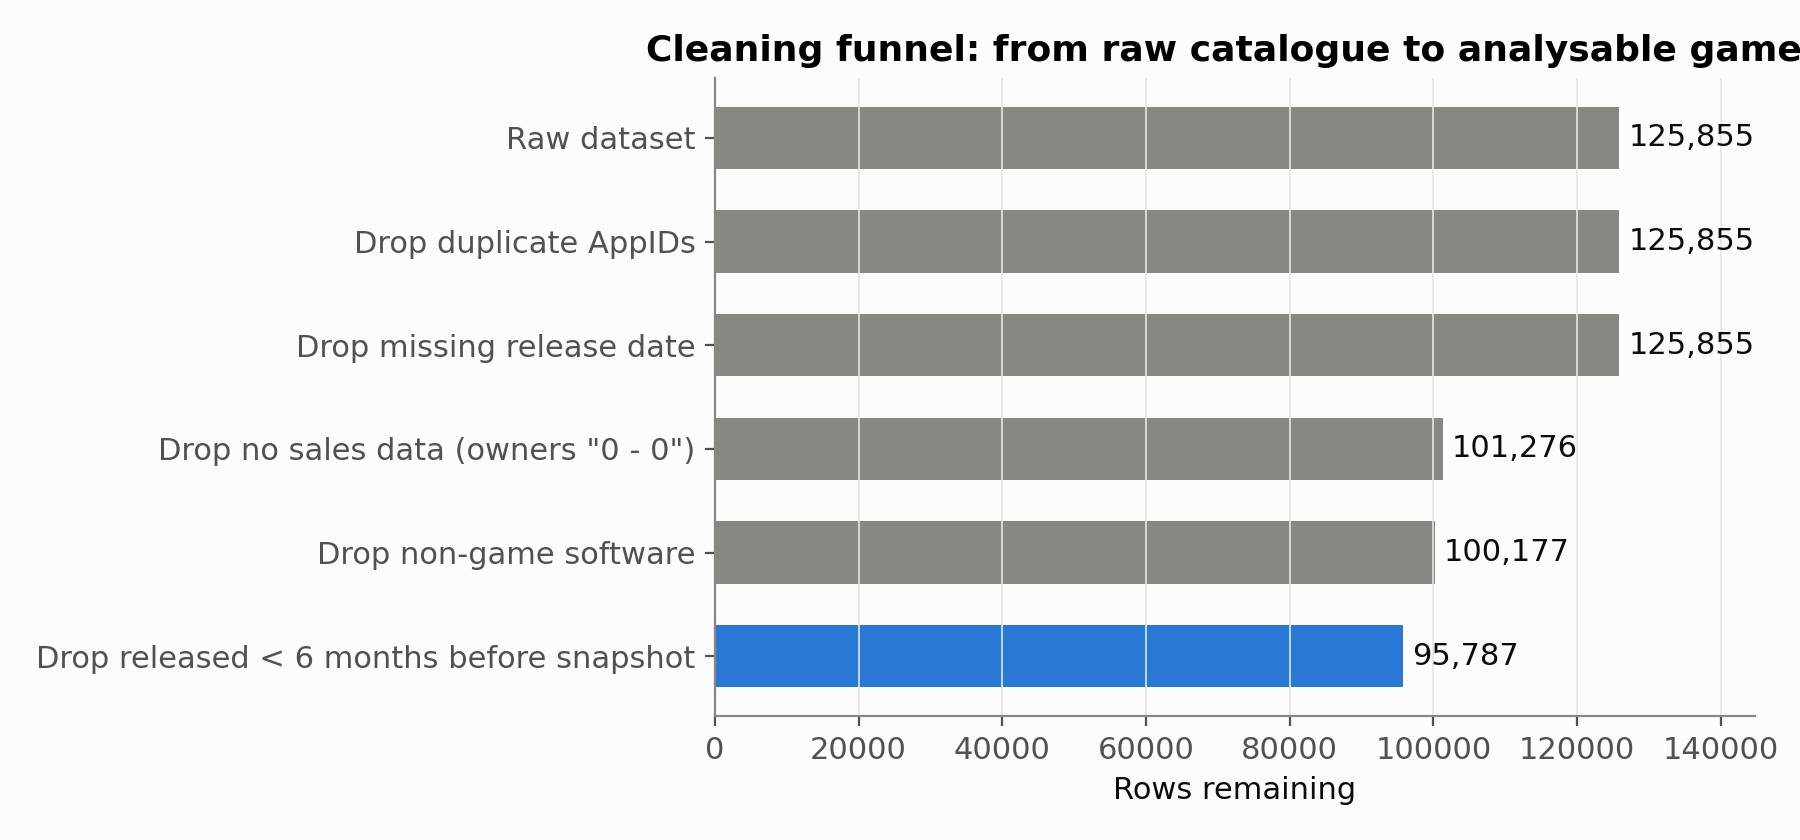 Cleaning funnel: from raw catalogue to analysable game
Raw dataset
125,855
Drop duplicate AppIDs
125,855
Drop missing release date
125,855
Drop no sales data (owners "0 - 0")
101,276
Drop non-game software
100,177
Drop released < 6 months before snapshot
95,787
0 20000 40000 60000 80000 100000 120000 140000
Rows remaining